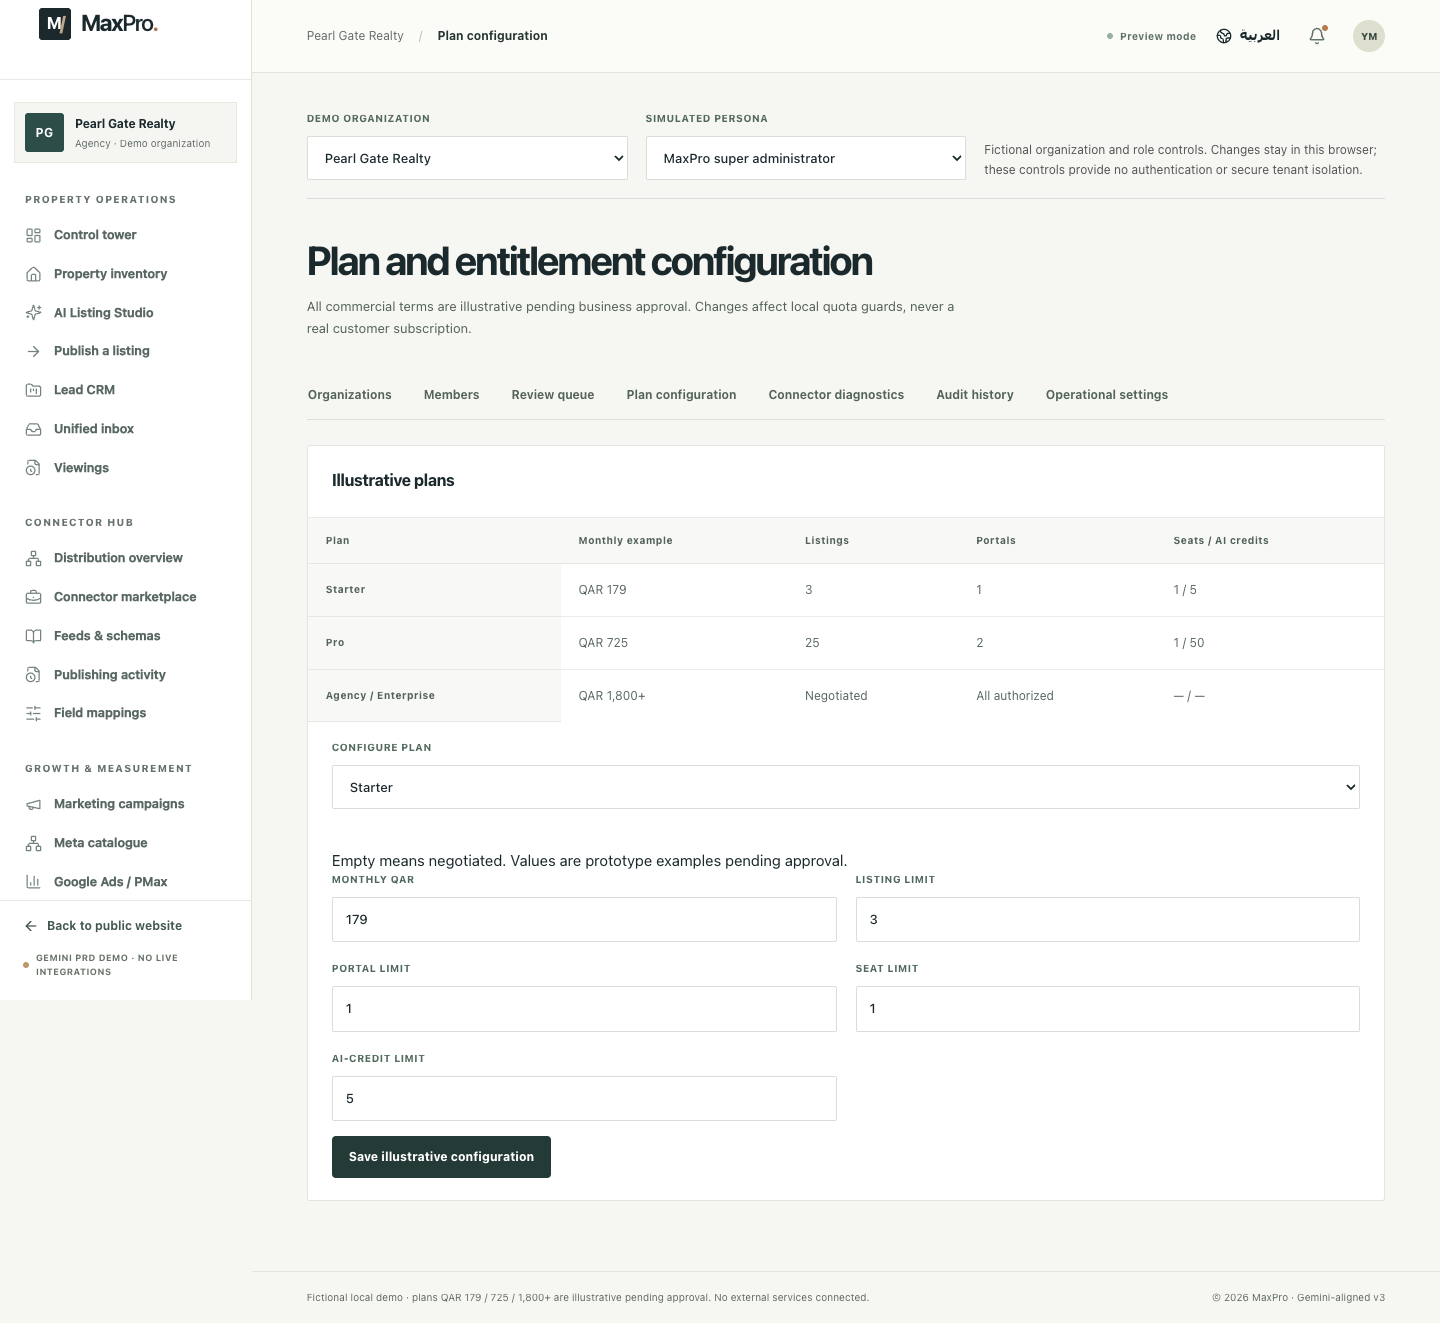 M/ MaxPro.
PG
Pearl Gate Realty
Agency · Demo organization
PROPERTY OPERATIONS
Control tower
Property inventory
AI Listing Studio
Publish a listing
Lead CRM
Unified inbox
Viewings
CONNECTOR HUB
Distribution overview
Connector marketplace
Feeds & schemas
Publishing activity
Field mappings
GROWTH & MEASUREMENT
Marketing campaigns
Meta catalogue
Google Ads / PMax
Back to public website
GEMINI PRD DEMO · NO LIVE
INTEGRATIONS
Pearl Gate Realty / Plan configuration
Preview mode
العربية
YM
DEMO ORGANIZATION
Pearl Gate Realty
SIMULATED PERSONA
MaxPro super administrator
Fictional organization and role controls. Changes stay in this browser;
these controls provide no authentication or secure tenant isolation.
Plan and entitlement configuration
All commercial terms are illustrative pending business approval. Changes affect local quota guards, never a
real customer subscription.
Organizations Members Review queue Plan configuration Connector diagnostics Audit history Operational settings
Illustrative plans
Plan Monthly example Listings Portals Seats / AI credits
Starter QAR 179 3 1 1 / 5
Pro QAR 725 25 2 1 / 50
Agency / Enterprise QAR 1,800+ Negotiated All authorized — / —
CONFIGURE PLAN
Starter
Empty means negotiated. Values are prototype examples pending approval.
MONTHLY QAR LISTING LIMIT
179 3
PORTAL LIMIT SEAT LIMIT
1 1
AI-CREDIT LIMIT
5
Save illustrative configuration
Fictional local demo · plans QAR 179 / 725 / 1,800+ are illustrative pending approval. No external services connected.
© 2026 MaxPro · Gemini-aligned v3